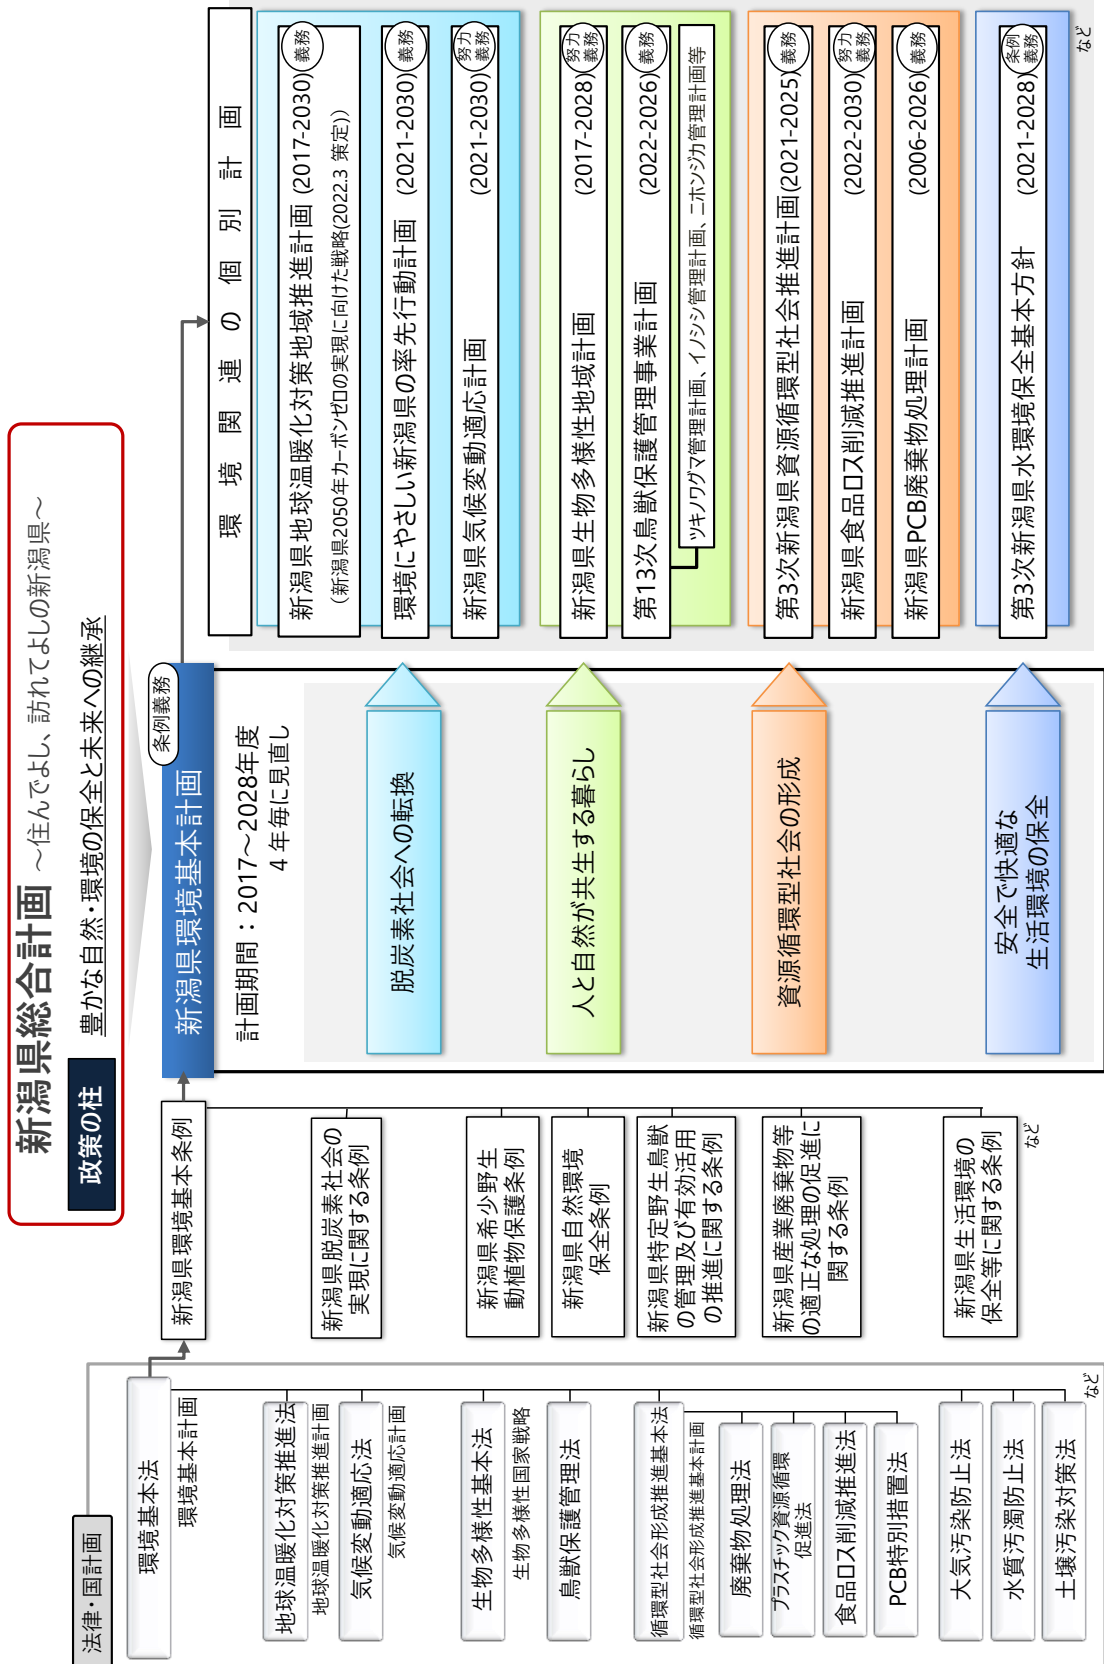 新潟県総合計画 ～住んでよし、訪れてよしの新潟県～
政策の柱 豊かな自然・環境の保全と未来への継承
法律・国計画
環境基本法
環境基本計画
地球温暖化対策推進法
地球温暖化対策推進計画
気候変動適応法
気候変動適応計画
生物多様性基本法
生物多様性国家戦略
鳥獣保護管理法
循環型社会形成推進基本法
循環型社会形成推進基本計画
廃棄物処理法
プラスチック資源循環
促進法
食品ロス削減推進法
PCB特別措置法
大気汚染防止法
水質汚濁防止法
土壌汚染対策法
など
新潟県環境基本条例
新潟県脱炭素社会の
実現に関する条例
新潟県希少野生
動植物保護条例
新潟県自然環境
保全条例
新潟県特定野生鳥獣
の管理及び有効活用
の推進に関する条例
新潟県産業廃棄物等
の適正な処理の促進に
関する条例
新潟県生活環境の
保全等に関する条例
など
新潟県環境基本計画
条例義務
計画期間：2017～2028年度
４年毎に見直し
脱炭素社会への転換
人と自然が共生する暮らし
資源循環型社会の形成
安全で快適な
生活環境の保全
環境関連の個別計画
新潟県地球温暖化対策地域推進計画 (2017-2030) 義務
（新潟県2050年カーボンゼロの実現に向けた戦略(2022.3 策定)）
環境にやさしい新潟県の率先行動計画 (2021-2030) 義務
新潟県気候変動適応計画 (2021-2030) 努力
義務
新潟県生物多様性地域計画 (2017-2028) 努力
義務
第13次鳥獣保護管理事業計画 (2022-2026) 義務
ツキノワグマ管理計画、イノシシ管理計画、ニホンジカ管理計画等
第3次新潟県資源循環型社会推進計画(2021-2025) 義務
新潟県食品ロス削減推進計画 (2022-2030) 努力
義務
新潟県PCB廃棄物処理計画 (2006-2026) 義務
第3次新潟県水環境保全基本方針 (2021-2028) 条例
義務
など